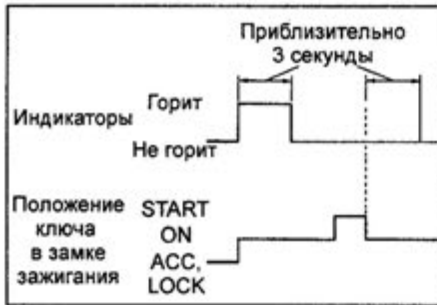 Приблизительно
3 секунды
Горит
Индикаторы
Не горит
Положение
ключа
в замке
зажигания
START
ON
ACC,
LOCK